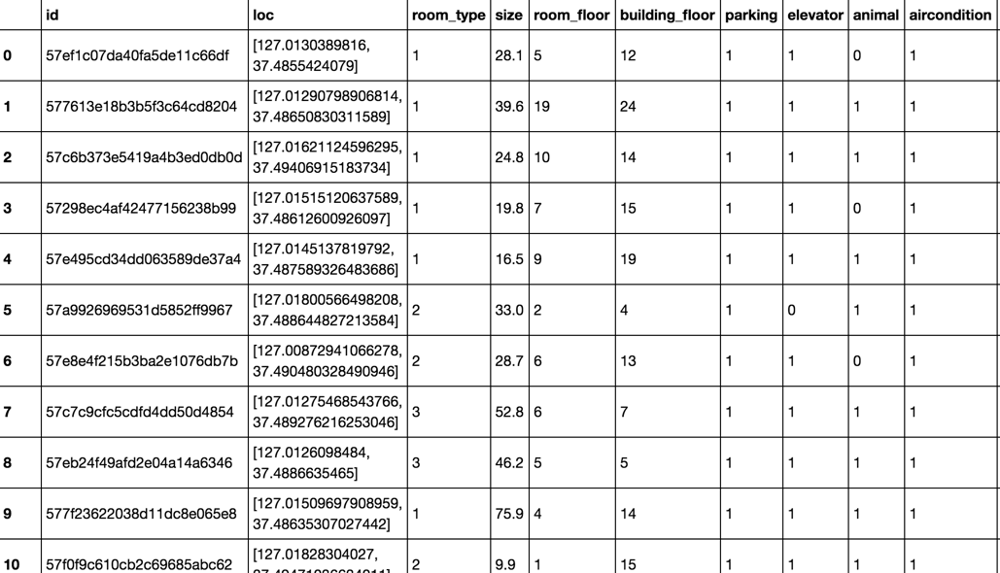 id loc room_type size room_floor building_floor parking elevator animal aircondition
0 57ef1c07da40fa5de11c66df [127.0130389816, 37.4855424079] 1 28.1 5 12 1 1 0 1
1 577613e18b3b5f3c64cd8204 [127.01290798906814, 37.48650830311589] 1 39.6 19 24 1 1 1 1
2 57c6b373e5419a4b3ed0db0d [127.01621124596295, 37.49406915183734] 1 24.8 10 14 1 1 1 1
3 57298ec4af42477156238b99 [127.01515120637589, 37.48612600926097] 1 19.8 7 15 1 1 0 1
4 57e495cd34dd063589de37a4 [127.0145137819792, 37.487589326483686] 1 16.5 9 19 1 1 1 1
5 57a9926969531d5852ff9967 [127.01800566498208, 37.488644827213584] 2 33.0 2 4 1 0 1 1
6 57e8e4f215b3ba2e1076db7b [127.00872941066278, 37.490480328490946] 2 28.7 6 13 1 1 0 1
7 57c7c9cfc5cdfd4dd50d4854 [127.01275468543766, 37.489276216253046] 3 52.8 6 7 1 1 1 1
8 57eb24f49afd2e04a14a6346 [127.0126098484, 37.4886635465] 3 46.2 5 5 1 1 1 1
9 577f23622038d11dc8e065e8 [127.01509697908959, 37.48635307027442] 1 75.9 4 14 1 1 1 1
10 57f0f9c610cb2c69685abc62 [127.01828304027, 2 9.9 1 15 1 1 1 1